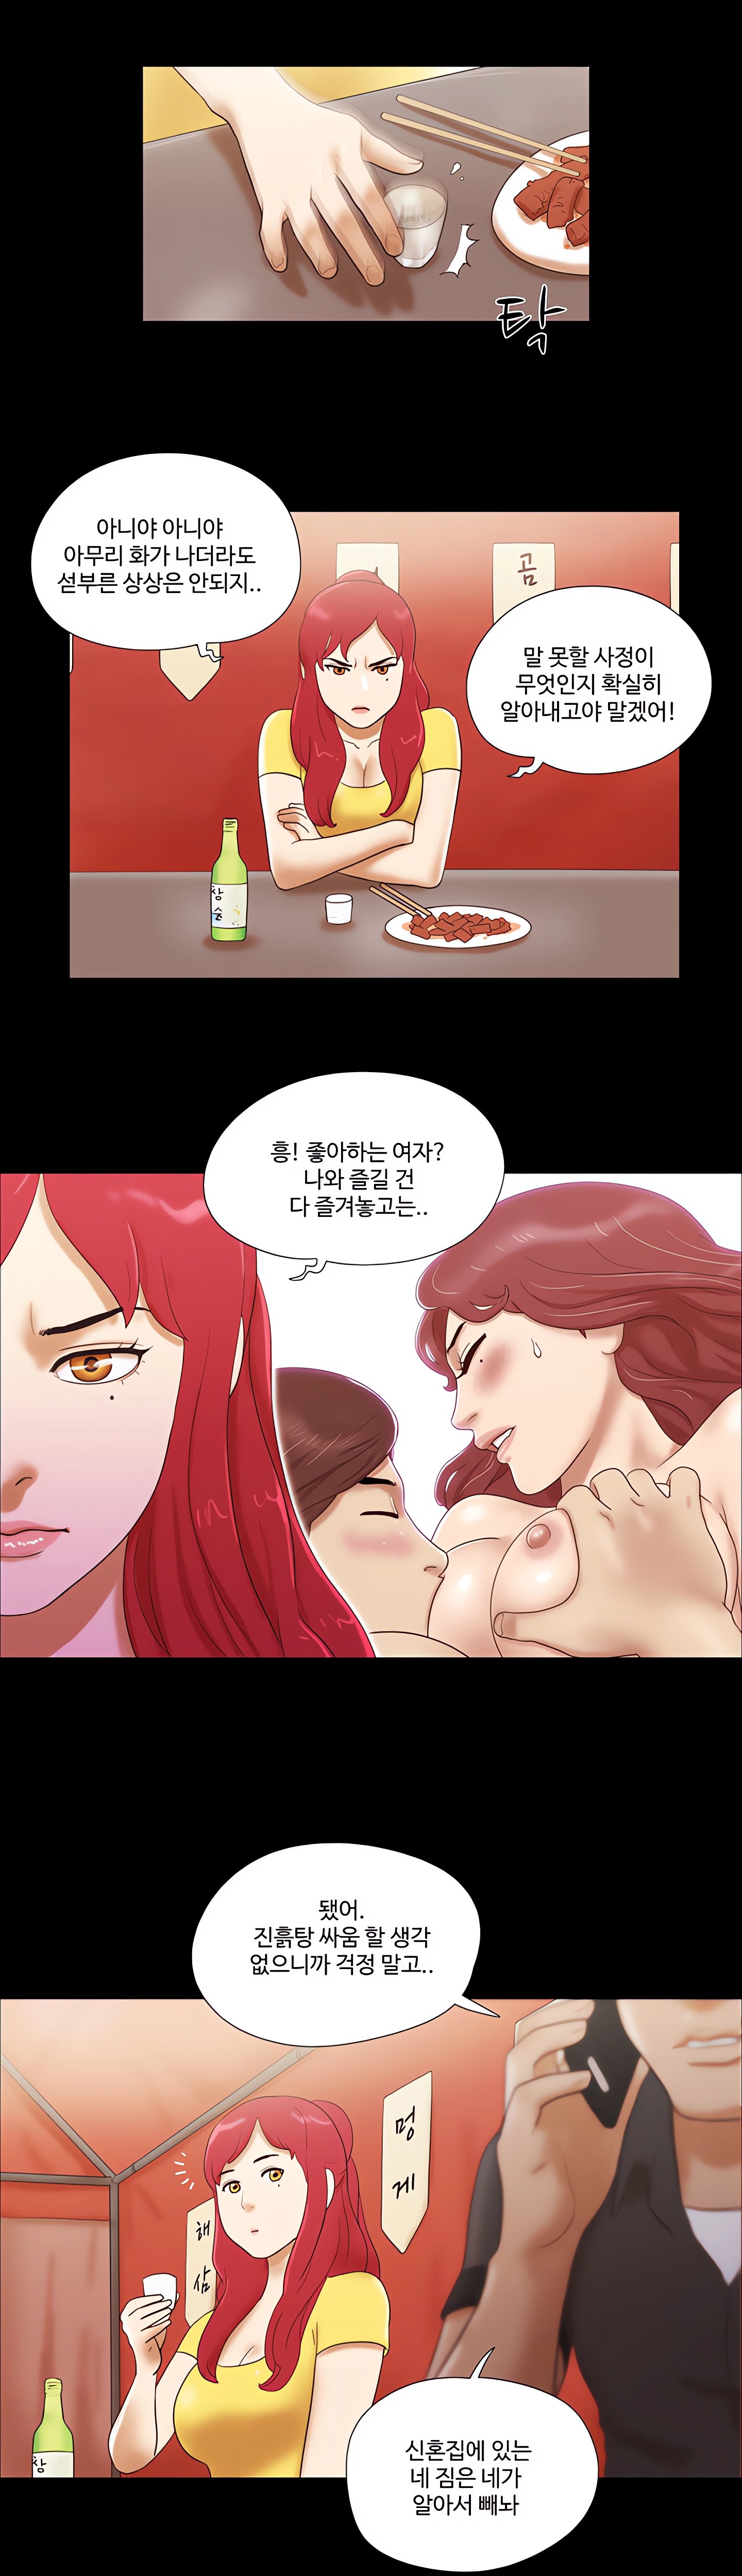 탁
아니야 아니야
아무리 화가 나더라도
섣부른 상상은 안되지..
곰
말 못할 사정이
무엇인지 확실히
알아내고야 말겠어!
참
슬
흥! 좋아하는 여자?
나와 즐길 건
다 즐겨놓고는..
됐어.
진흙탕 싸움 할 생각
없으니까 걱정 말고..
멍
게
해
삼
참
신혼집에 있는
네 짐은 네가
알아서 빼놔